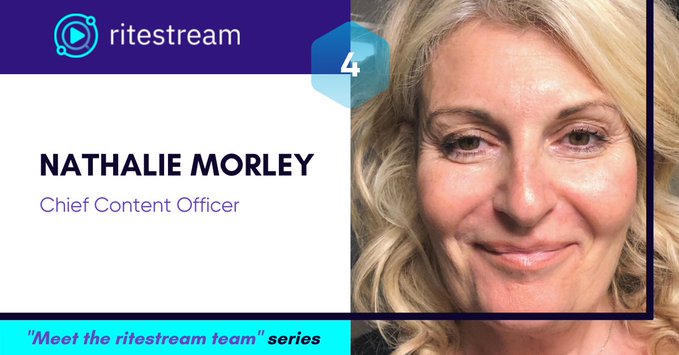 ritestream
4
NATHALIE MORLEY
Chief Content Officer
"Meet the ritestream team" series